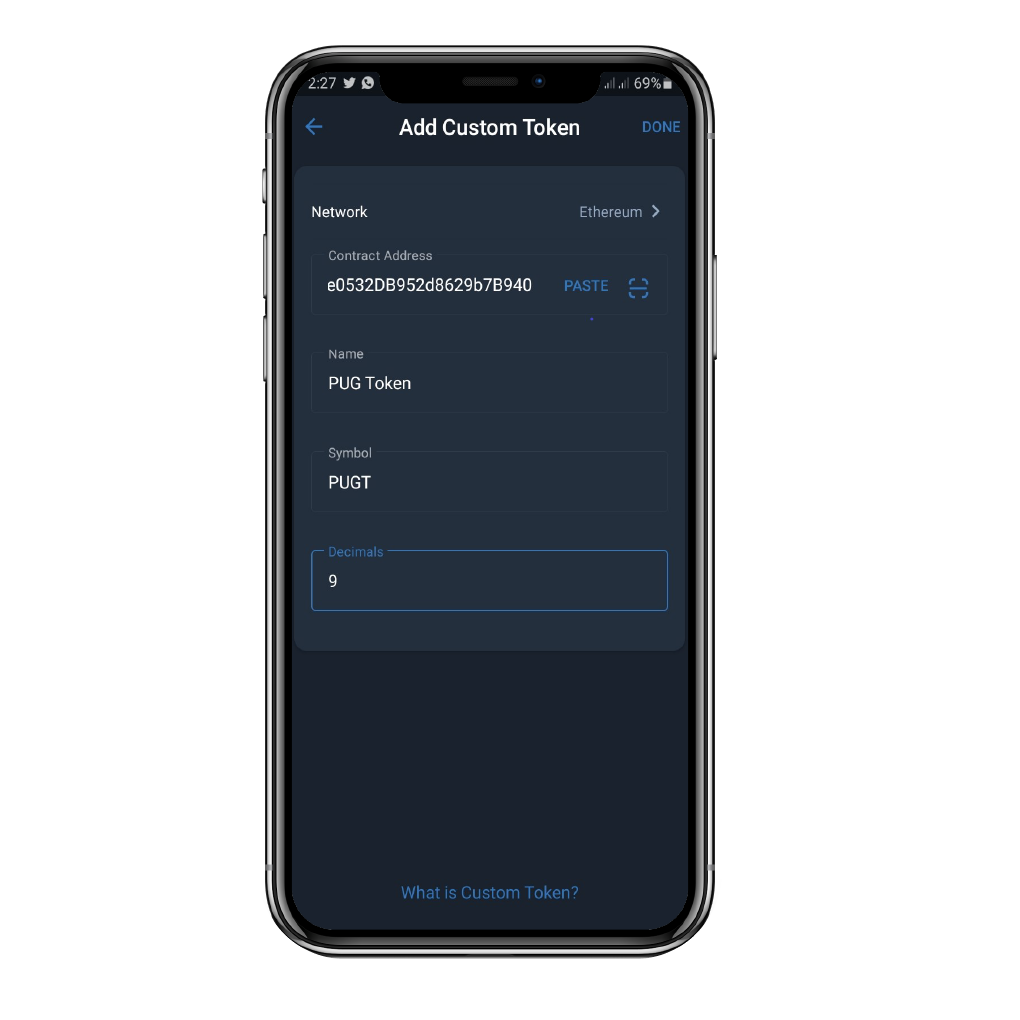 2:27 69%
Add Custom Token DONE
Network Ethereum
Contract Address
e0532DB952d8629b7B940 PASTE
Name
PUG Token
Symbol
PUGT
Decimals
9
What is Custom Token?